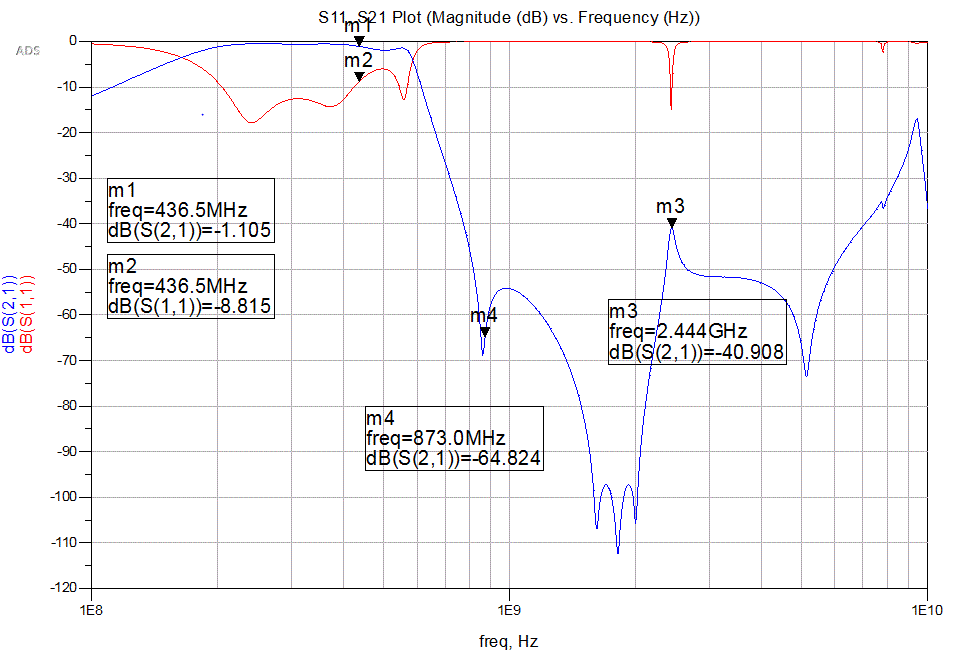 S11, S21 Plot (Magnitude (dB) vs. Frequency (Hz))
ADS
m1
m2
m3
m4
0
-10
-20
-30
-40
-50
-60
-70
-80
-90
-100
-110
-120
m1
freq=436.5MHz
dB(S(2,1))=-1.105
m2
freq=436.5MHz
dB(S(1,1))=-8.815
m3
freq=2.444GHz
dB(S(2,1))=-40.908
m4
freq=873.0MHz
dB(S(2,1))=-64.824
dB(S(2,1))
dB(S(1,1))
1E8
1E9
1E10
freq, Hz